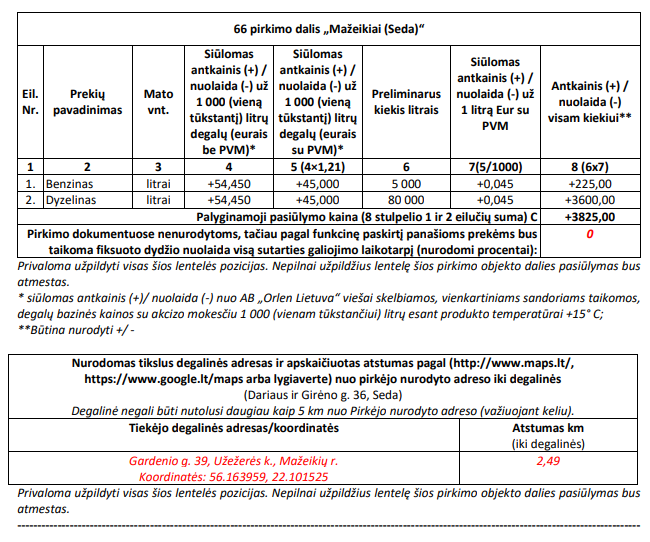 66 pirkimo dalis „Mažeikiai (Seda)“
Eil. Nr.
Prekių pavadinimas
Mato vnt.
Siūlomas antkainis (+) / nuolaida (-) už 1 000 (vieną tūkstantį) litrų degalų (eurais be PVM)*
Siūlomas antkainis (+) / nuolaida (-) už 1 000 (vieną tūkstantį) litrų degalų (eurais su PVM)*
Preliminarus kiekis litrais
Siūlomas antkainis (+) / nuolaida (-) už 1 litrą Eur su PVM
Antkainis (+) / nuolaida (-) visam kiekiui**
1 2 3 4 5 (4×1,21) 6 7(5/1000) 8 (6x7)
1. Benzinas litrai +54,450 +45,000 5 000 +0,045 +225,00
2. Dyzelinas litrai +54,450 +45,000 80 000 +0,045 +3600,00
Palyginamoji pasiūlymo kaina (8 stulpelio 1 ir 2 eilučių suma) C +3825,00
Pirkimo dokumentuose nenurodytoms, tačiau pagal funkcinę paskirtį panašioms prekėms bus
taikoma fiksuoto dydžio nuolaida visą sutarties galiojimo laikotarpį (nurodomi procentai): 0
Privaloma užpildyti visas šios lentelės pozicijas. Nepilnai užpildžius lentelę šios pirkimo objekto dalies pasiūlymas bus
atmestas.
* siūlomas antkainis (+)/ nuolaida (-) nuo AB „Orlen Lietuva“ viešai skelbiamos, vienkartiniams sandoriams taikomos,
degalų bazinės kainos su akcizo mokesčiu 1 000 (vienam tūkstančiui) litrų esant produkto temperatūrai +15° C;
**Būtina nurodyti +/ -
Nurodomas tikslus degalinės adresas ir apskaičiuotas atstumas pagal (http://www.maps.lt/,
https://www.google.lt/maps arba lygiaverte) nuo pirkėjo nurodyto adreso iki degalinės
(Dariaus ir Girėno g. 36, Seda)
Degalinė negali būti nutolusi daugiau kaip 5 km nuo Pirkėjo nurodyto adreso (važiuojant keliu).
Tiekėjo degalinės adresas/koordinatės
Atstumas km
(iki degalinės)
Gardenio g. 39, Užežerės k., Mažeikių r. 2,49
Koordinatės: 56.163959, 22.101525
Privaloma užpildyti visas šios lentelės pozicijas. Nepilnai užpildžius lentelę šios pirkimo objekto dalies pasiūlymas bus
atmestas.